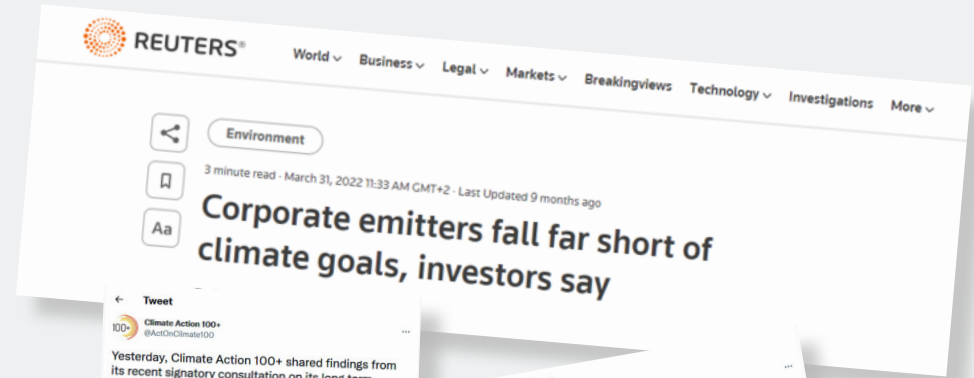 REUTERS®
World Business Legal Markets Breakingviews Technology Investigations More
Environment
3 minute read · March 31, 2022 11:33 AM GMT+2 · Last Updated 9 months ago
Aa
Corporate emitters fall far short of
climate goals, investors say
← Tweet
100+
Climate Action 100+
@ActOnClimate100
...
Yesterday, Climate Action 100+ shared findings from
its recent signatory consultation on its long term
...